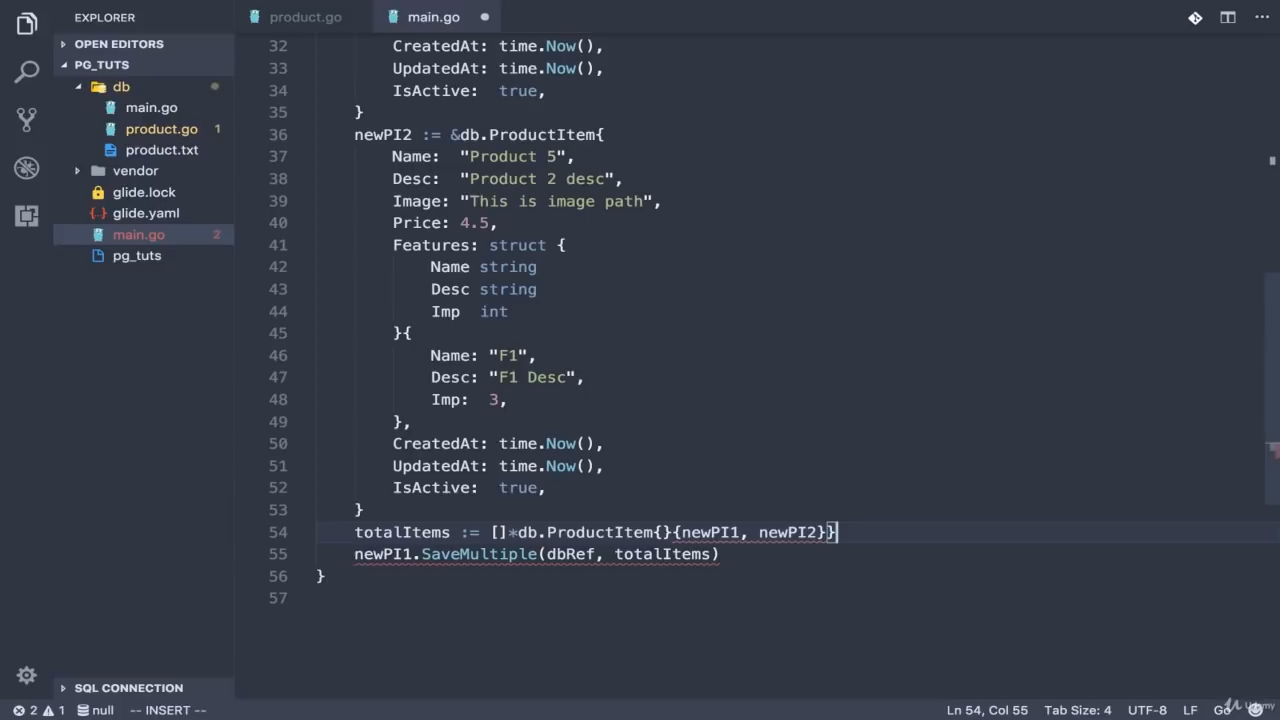 EXPLORER
product.go
main.go
OPEN EDITORS
PG_TUTS
db
main.go
product.go 1
product.txt
vendor
glide.lock
glide.yaml
main.go 2
pg_tuts
SQL CONNECTION
32 CreatedAt: time.Now(),
33 UpdatedAt: time.Now(),
34 IsActive:  true,
35 }
36 newPI2 := &db.ProductItem{
37 Name:  "Product 5",
38 Desc:  "Product 2 desc",
39 Image: "This is image path",
40 Price: 4.5,
41 Features: struct {
42 Name string
43 Desc string
44 Imp  int
45 }{
46 Name: "F1",
47 Desc: "F1 Desc",
48 Imp:  3,
49 },
50 CreatedAt: time.Now(),
51 UpdatedAt: time.Now(),
52 IsActive:  true,
53 }
54 totalItems := []*db.ProductItem{}{newPI1, newPI2}}
55 newPI1.SaveMultiple(dbRef, totalItems)
56 }
57
2 1 null -- INSERT -- Ln 54, Col 55 Tab Size: 4 UTF-8 LF Go
Udemy